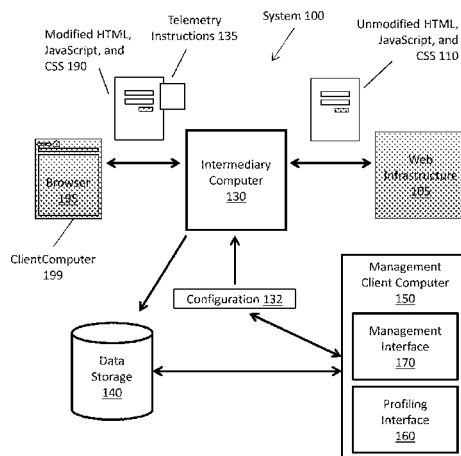 Modified HTML,
JavaScript, and
CSS 190
Telemetry
Instructions 135
System 100
Unmodified HTML,
JavaScript, and
CSS 110
Browser
195
Intermediary
Computer
130
Web
Infrastructure
105
ClientComputer
199
Configuration 132
Management
Client Computer
150
Management
Interface
170
Data
Storage
140
Profiling
Interface
160